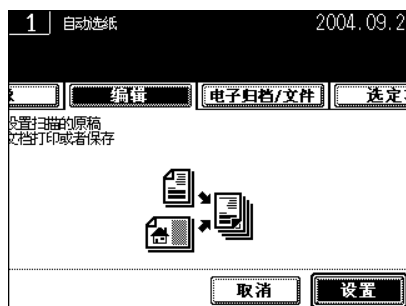 1 自动选纸 2004.09.2
编辑 电子归档/文件 选定
设置扫描的原稿
文档打印或者保存
取消 设置